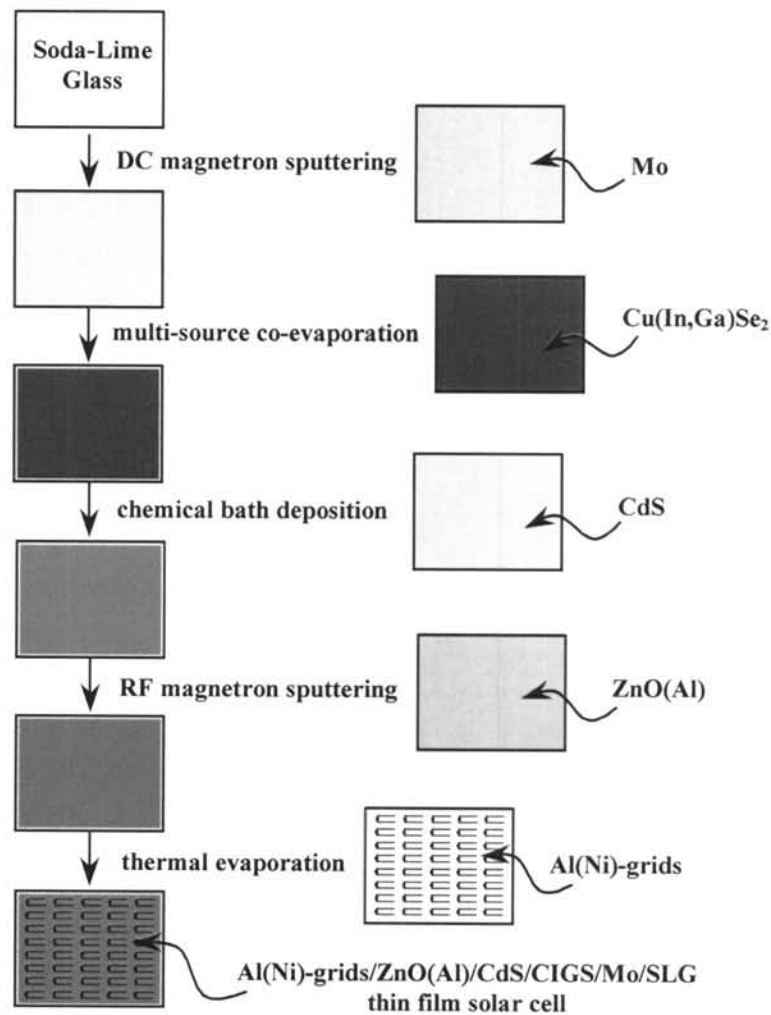 Soda-Lime
Glass
DC magnetron sputtering
Mo
multi-source co-evaporation
Cu(In,Ga)Se₂
chemical bath deposition
CdS
RF magnetron sputtering
ZnO(Al)
thermal evaporation
Al(Ni)-grids
Al(Ni)-grids/ZnO(Al)/CdS/CIGS/Mo/SLG
thin film solar cell